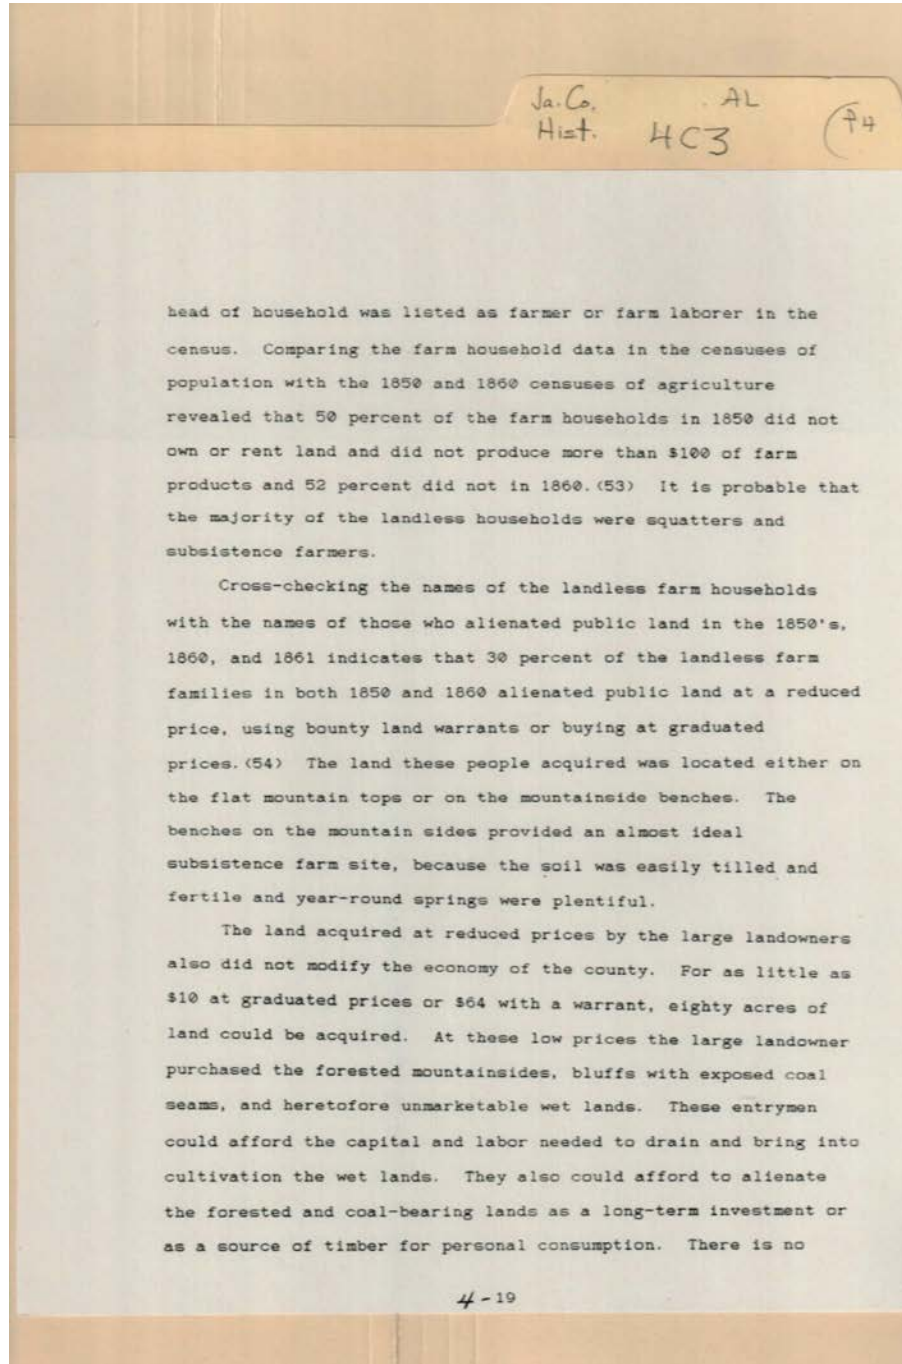 Ja. Co. AL
Hist. 4C3 P4
head of household was listed as farmer or farm laborer in the
census. Comparing the farm household data in the censuses of
population with the 1850 and 1860 censuses of agriculture
revealed that 50 percent of the farm households in 1850 did not
own or rent land and did not produce more than $100 of farm
products and 52 percent did not in 1860.(53) It is probable that
the majority of the landless households were squatters and
subsistence farmers.
Cross-checking the names of the landless farm households
with the names of those who alienated public land in the 1850's,
1860, and 1861 indicates that 30 percent of the landless farm
families in both 1850 and 1860 alienated public land at a reduced
price, using bounty land warrants or buying at graduated
prices.(54) The land these people acquired was located either on
the flat mountain tops or on the mountainside benches. The
benches on the mountain sides provided an almost ideal
subsistence farm site, because the soil was easily tilled and
fertile and year-round springs were plentiful.
The land acquired at reduced prices by the large landowners
also did not modify the economy of the county. For as little as
$10 at graduated prices or $64 with a warrant, eighty acres of
land could be acquired. At these low prices the large landowner
purchased the forested mountainsides, bluffs with exposed coal
seams, and heretofore unmarketable wet lands. These entrymen
could afford the capital and labor needed to drain and bring into
cultivation the wet lands. They also could afford to alienate
the forested and coal-bearing lands as a long-term investment or
as a source of timber for personal consumption. There is no
4-19